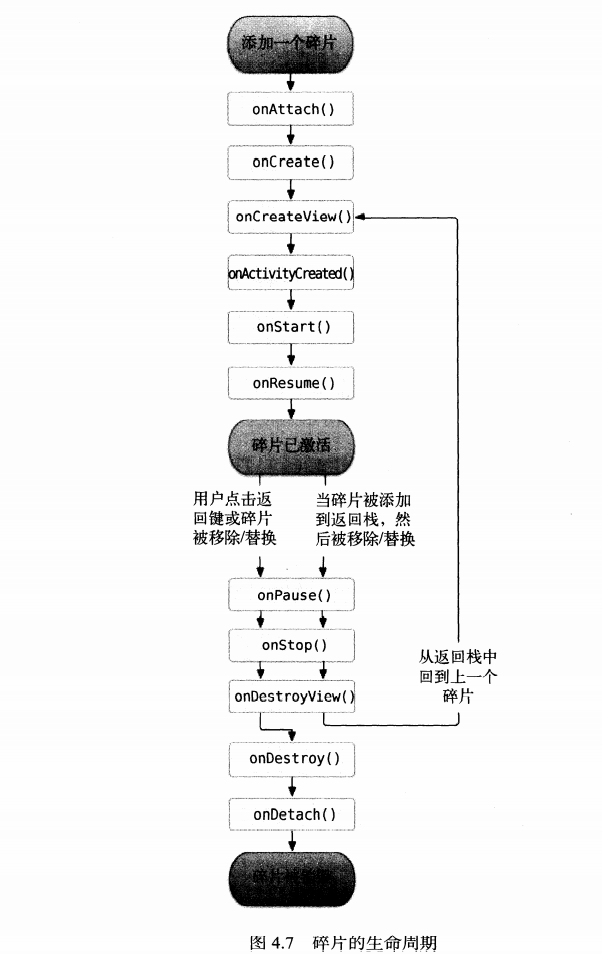 添加一个碎片
onAttach()
onCreate()
onCreateView()
onActivityCreated()
onStart()
onResume()
碎片已激活
用户点击返
回键或碎片
被移除/替换
当碎片被添加
到返回栈，然
后被移除/替换
onPause()
onStop()
onDestroyView()
从返回栈中
回到上一个
碎片
onDestroy()
onDetach()
碎片
图 4.7 碎片的生命周期